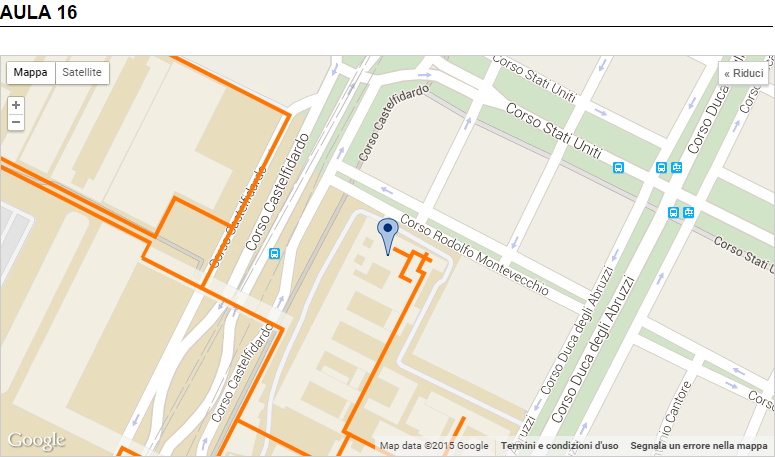 AULA 16
Mappa
Satellite
« Riduci
+
−
Corso Stati Uniti
Corso Duca
Corso Castelfidardo
Corso Stati Uniti
Corso Castelfidardo
Corso Castelfidardo
Corso Rodolfo Montevecchio
Corso Stati U
Corso Duca degli Abruzzi
Corso Duca degli Abruzzi
Corso Castelfidardo
Cor
Google
Map data ©2015 Google
Termini e condizioni d'uso
Segnala un errore nella mappa